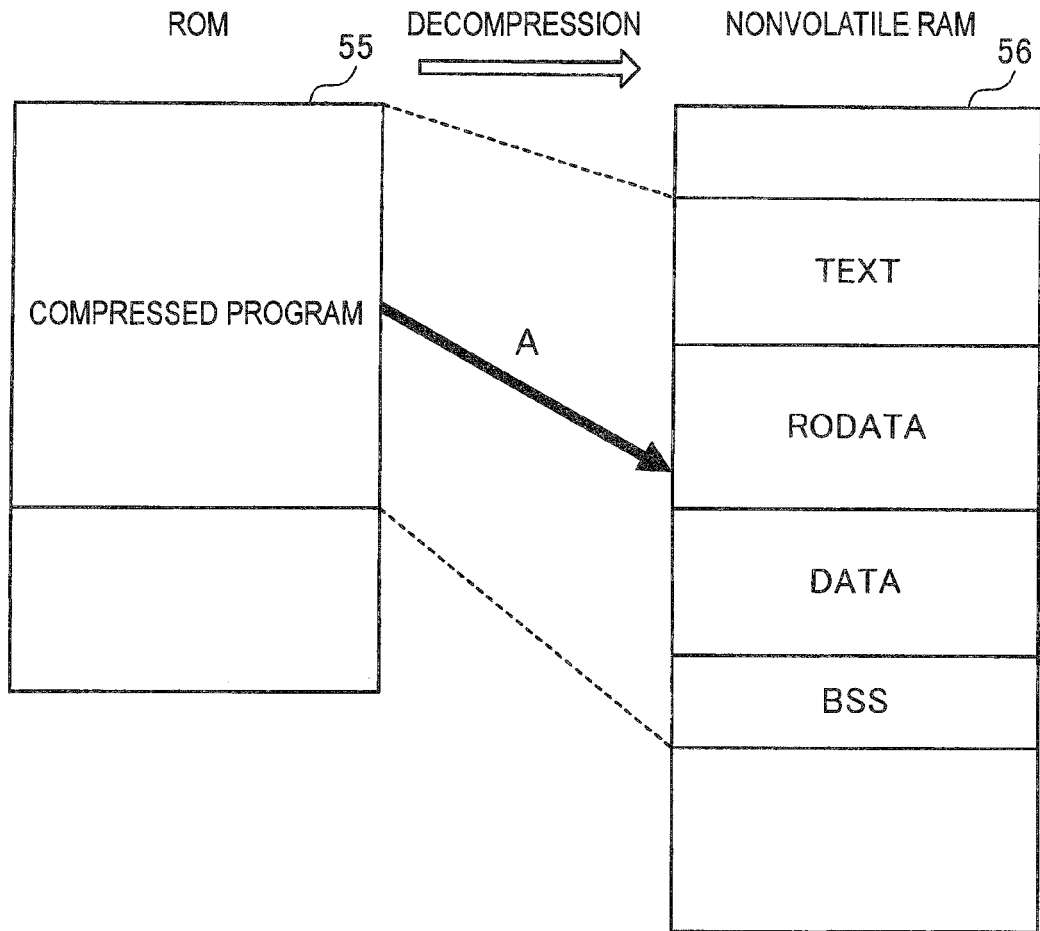 ROM
DECOMPRESSION
NONVOLATILE RAM
55
56
COMPRESSED PROGRAM
A
TEXT
RODATA
DATA
BSS